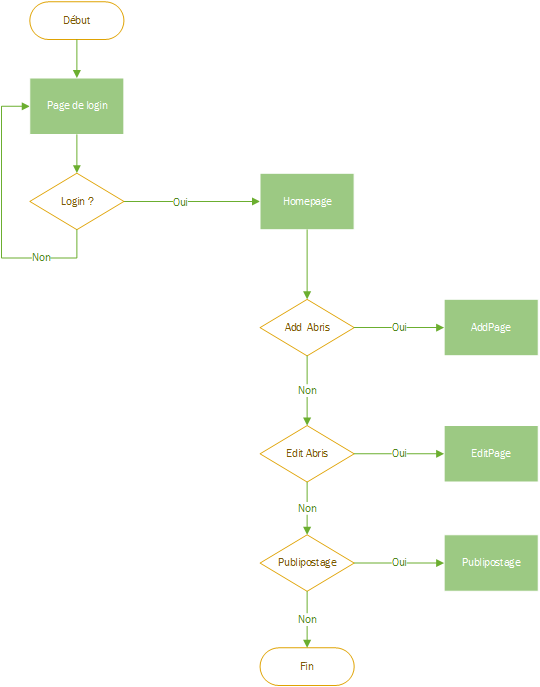 Début
Page de login
Login ?
Oui
Homepage
Non
Add Abris
Oui
AddPage
Non
Edit Abris
Oui
EditPage
Non
Publipostage
Oui
Publipostage
Non
Fin